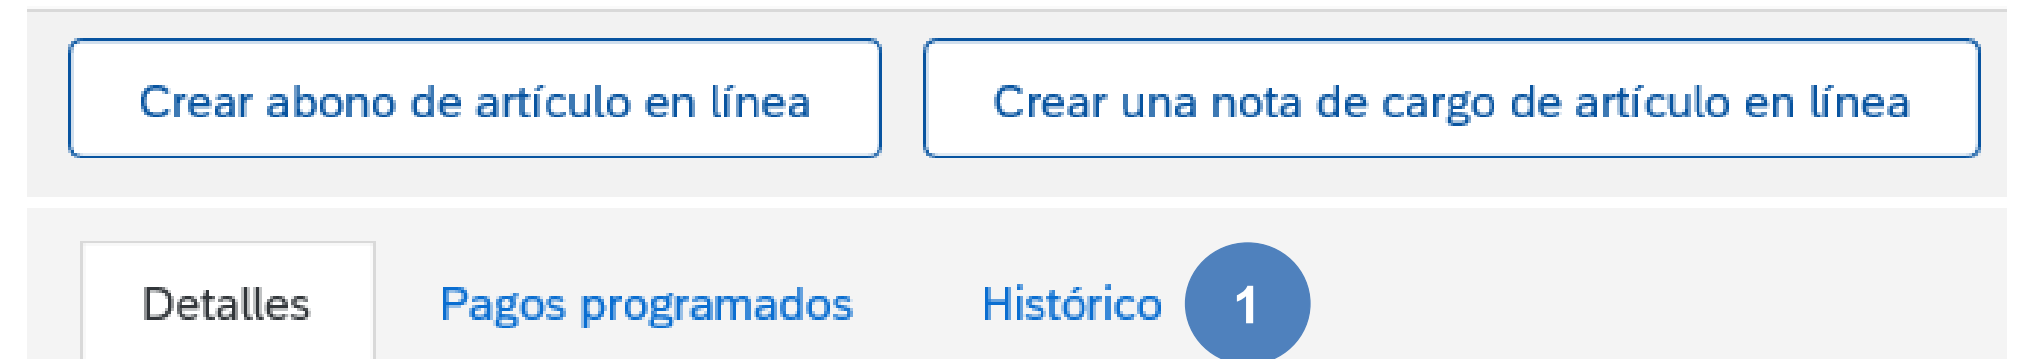 Crear abono de artículo en línea
Crear una nota de cargo de artículo en línea
Detalles
Pagos programados
Histórico
1